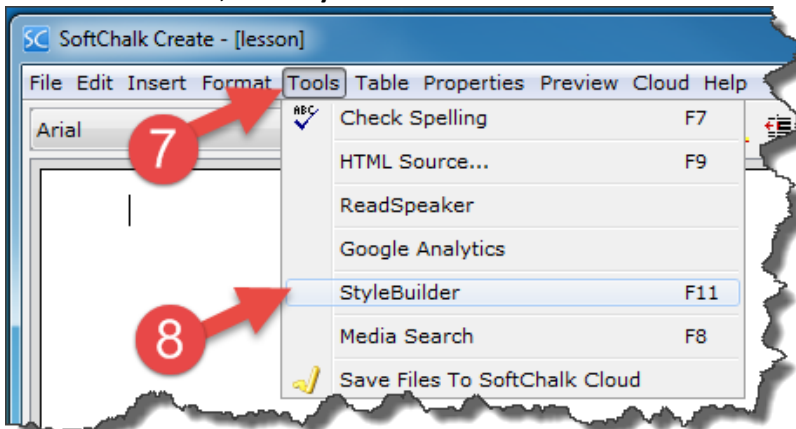 SC SoftChalk Create - [lesson]
File Edit Insert Format Tools Table Properties Preview Cloud Help
Arial
7
ABC Check Spelling F7
HTML Source... F9
ReadSpeaker
Google Analytics
StyleBuilder F11
8
Media Search F8
Save Files To SoftChalk Cloud